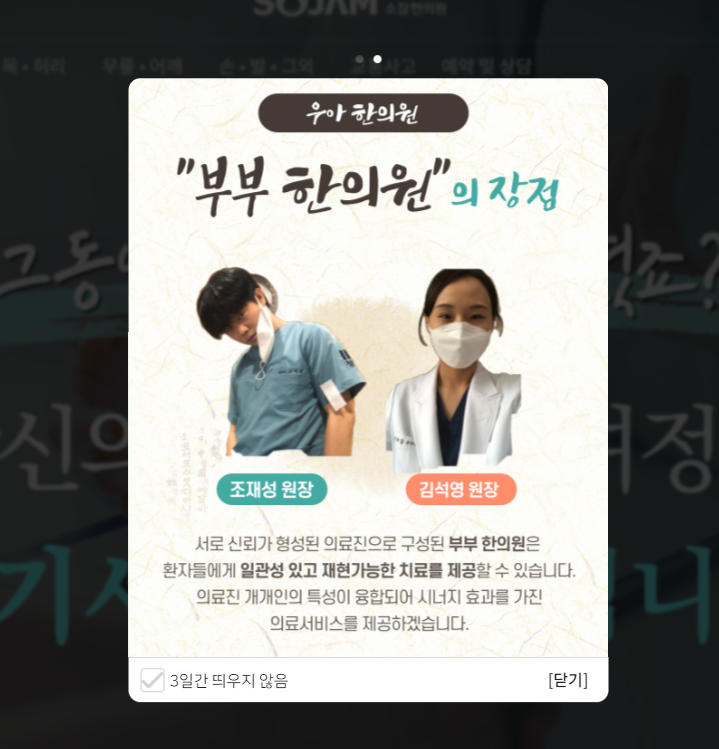 SOJAM 소잠한의원
목•허리 무릎•어깨 손•발•그외 교통사고 예약 및 상담
우아 한의원
"부부 한의원"의 장점
조재성 원장 김석영 원장
서로 신뢰가 형성된 의료진으로 구성된 부부 한의원은
환자들에게 일관성 있고 재현가능한 치료를 제공할 수 있습니다.
의료진 개개인의 특성이 융합되어 시너지 효과를 가진
의료서비스를 제공하겠습니다.
3일간 띄우지 않음 [닫기]